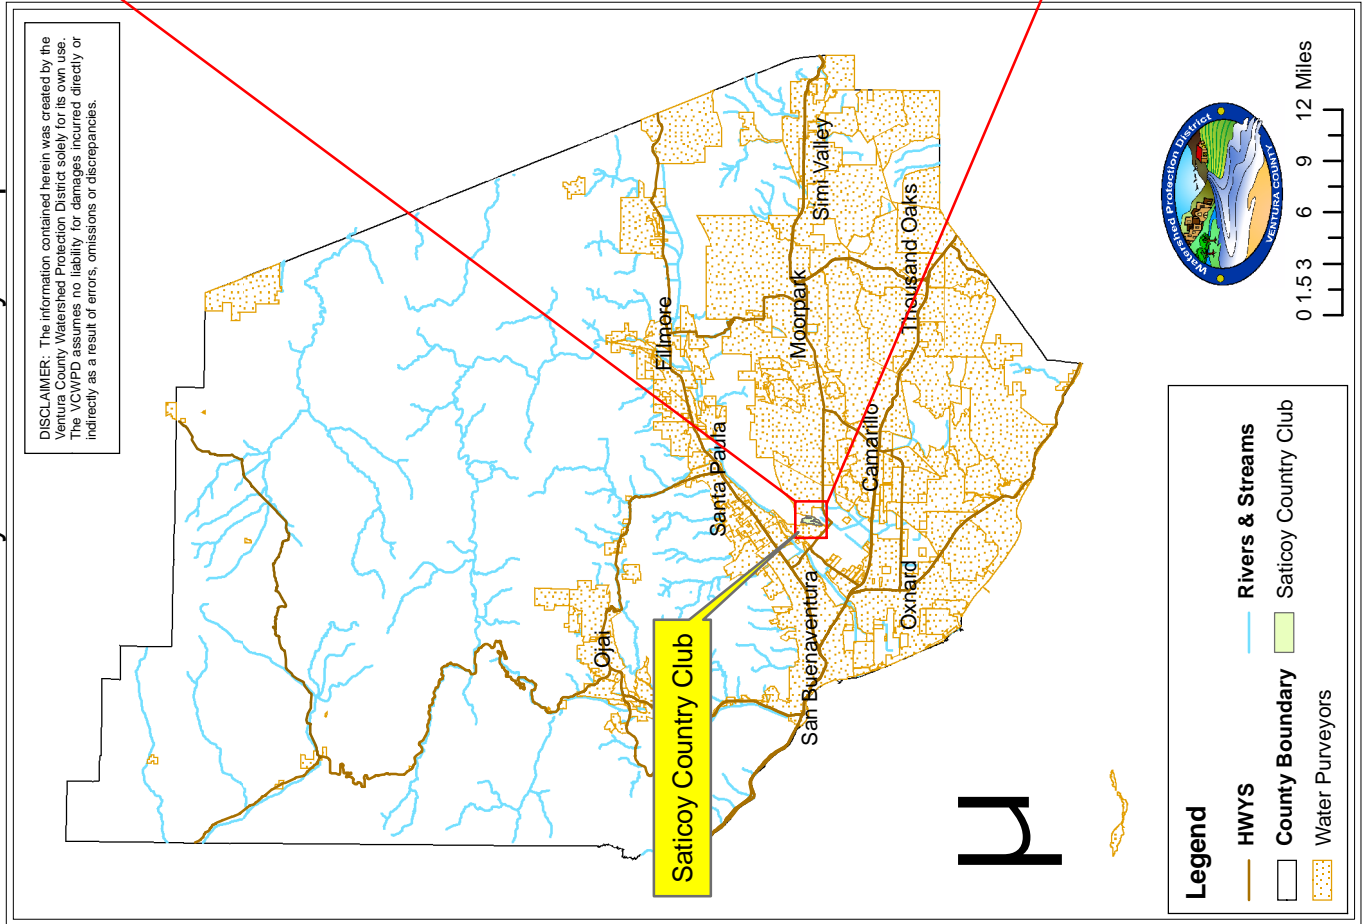 DISCLAIMER: The information contained herein was created by the
Ventura County Watershed Protection District solely for its own use.
The VCWPD assumes no liability for damages incurred directly or
indirectly as a result of errors, omissions or discrepancies.
Ojai
Fillmore
Santa Paula
Moorpark
Simi Valley
San Buenaventura
Camarillo
Thousand Oaks
Oxnard
Saticoy Country Club
µ
Watershed Protection District
VENTURA COUNTY
0 1.5 3 6 9 12 Miles
Legend
HWYS
County Boundary
Water Purveyors
Rivers & Streams
Saticoy Country Club